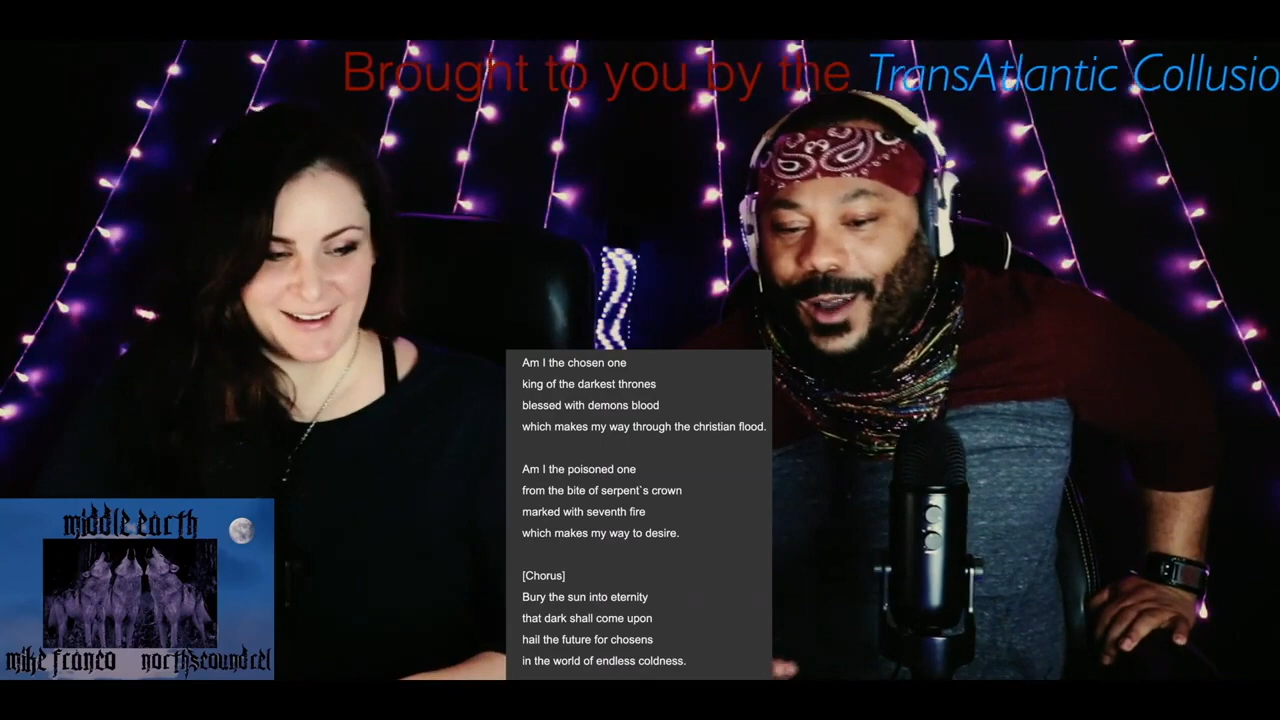 Brought to you by the TransAtlantic Collusio
Am I the chosen one
king of the darkest thrones
blessed with demons blood
which makes my way through the christian flood.
Am I the poisoned one
from the bite of serpent`s crown
marked with seventh fire
which makes my way to desire.
[Chorus]
Bury the sun into eternity
that dark shall come upon
hail the future for chosens
in the world of endless coldness.
middle earth
mike franco northscoundrel